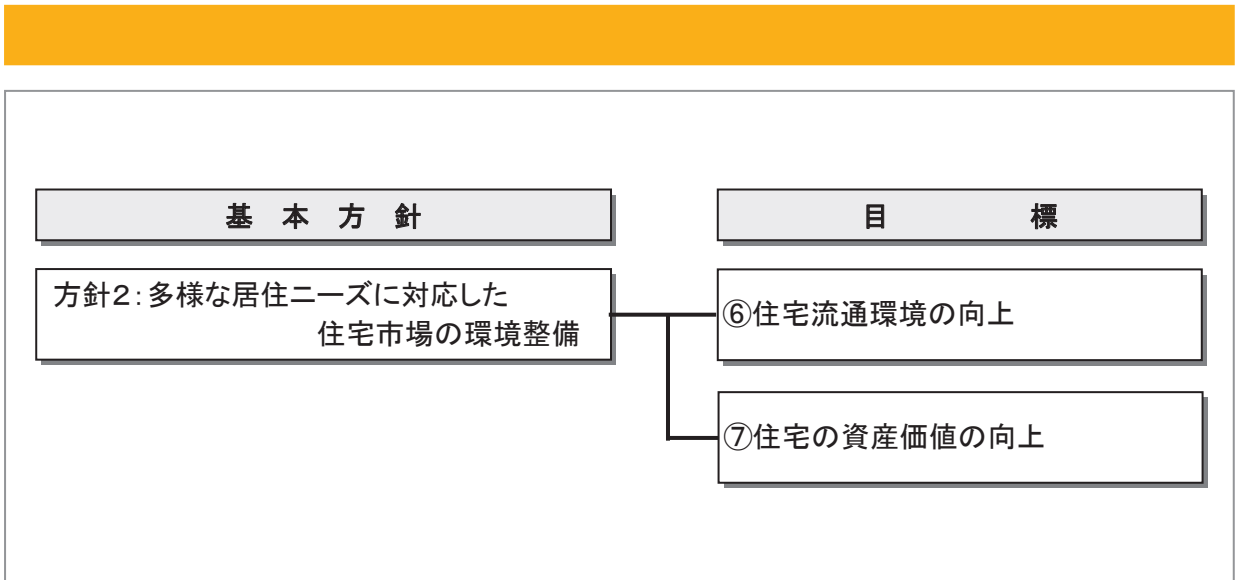 基本方針
目標
方針2:多様な居住ニーズに対応した
住宅市場の環境整備
⑥住宅流通環境の向上
⑦住宅の資産価値の向上